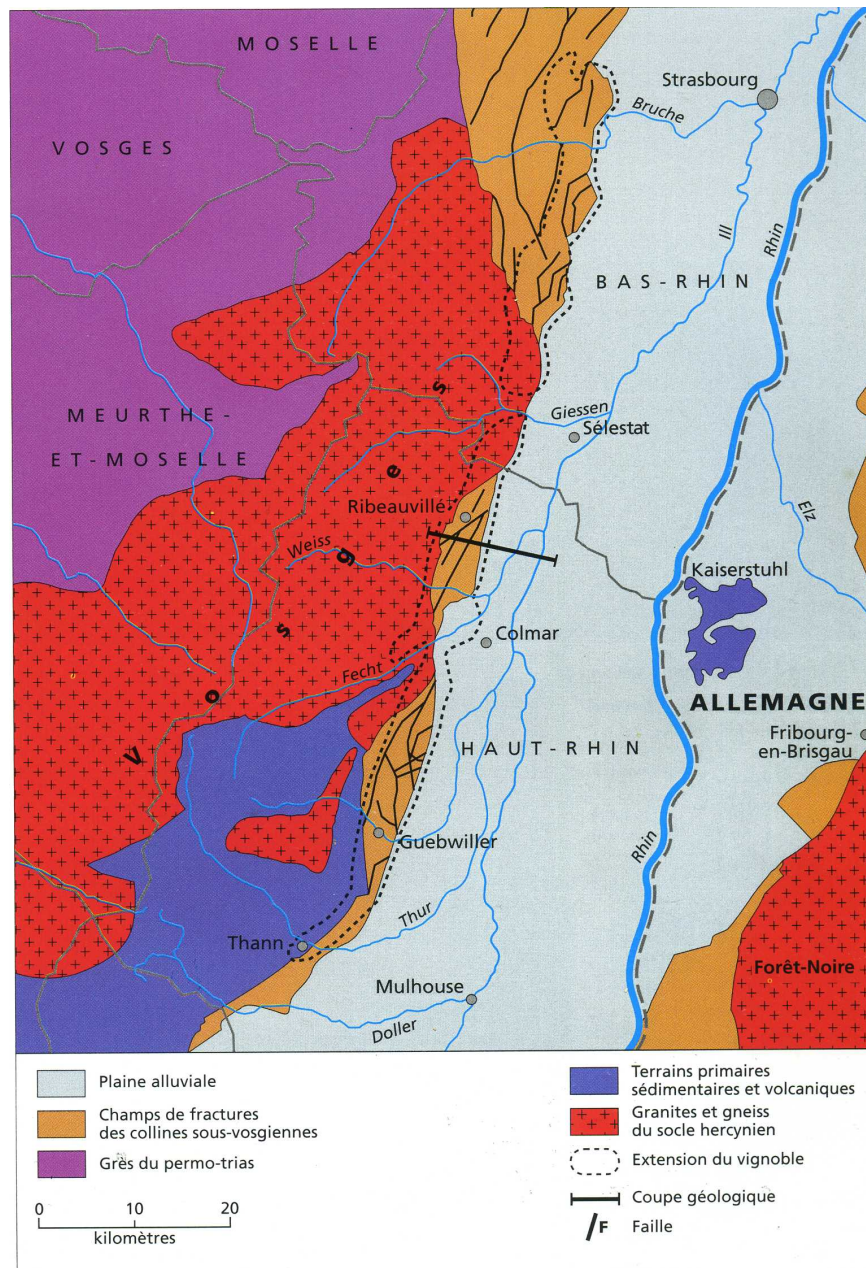 MOSELLE
Strasbourg
Bruche
VOSGES
Ill
Rhin
BAS-RHIN
MEURTHE-
ET-MOSELLE
Giessen
Sélestat
Ribeauvillé
Elz
Weiss
Kaiserstuhl
Vosges
Colmar
Fecht
ALLEMAGNE
Fribourg-
en-Brisgau
HAUT-RHIN
Guebwiller
Rhin
Thur
Thann
Forêt-Noire
Mulhouse
Doller
Plaine alluviale
Champs de fractures
des collines sous-vosgiennes
Grès du permo-trias
0 10 20
kilomètres
Terrains primaires
sédimentaires et volcaniques
Granites et gneiss
du socle hercynien
Extension du vignoble
Coupe géologique
F Faille